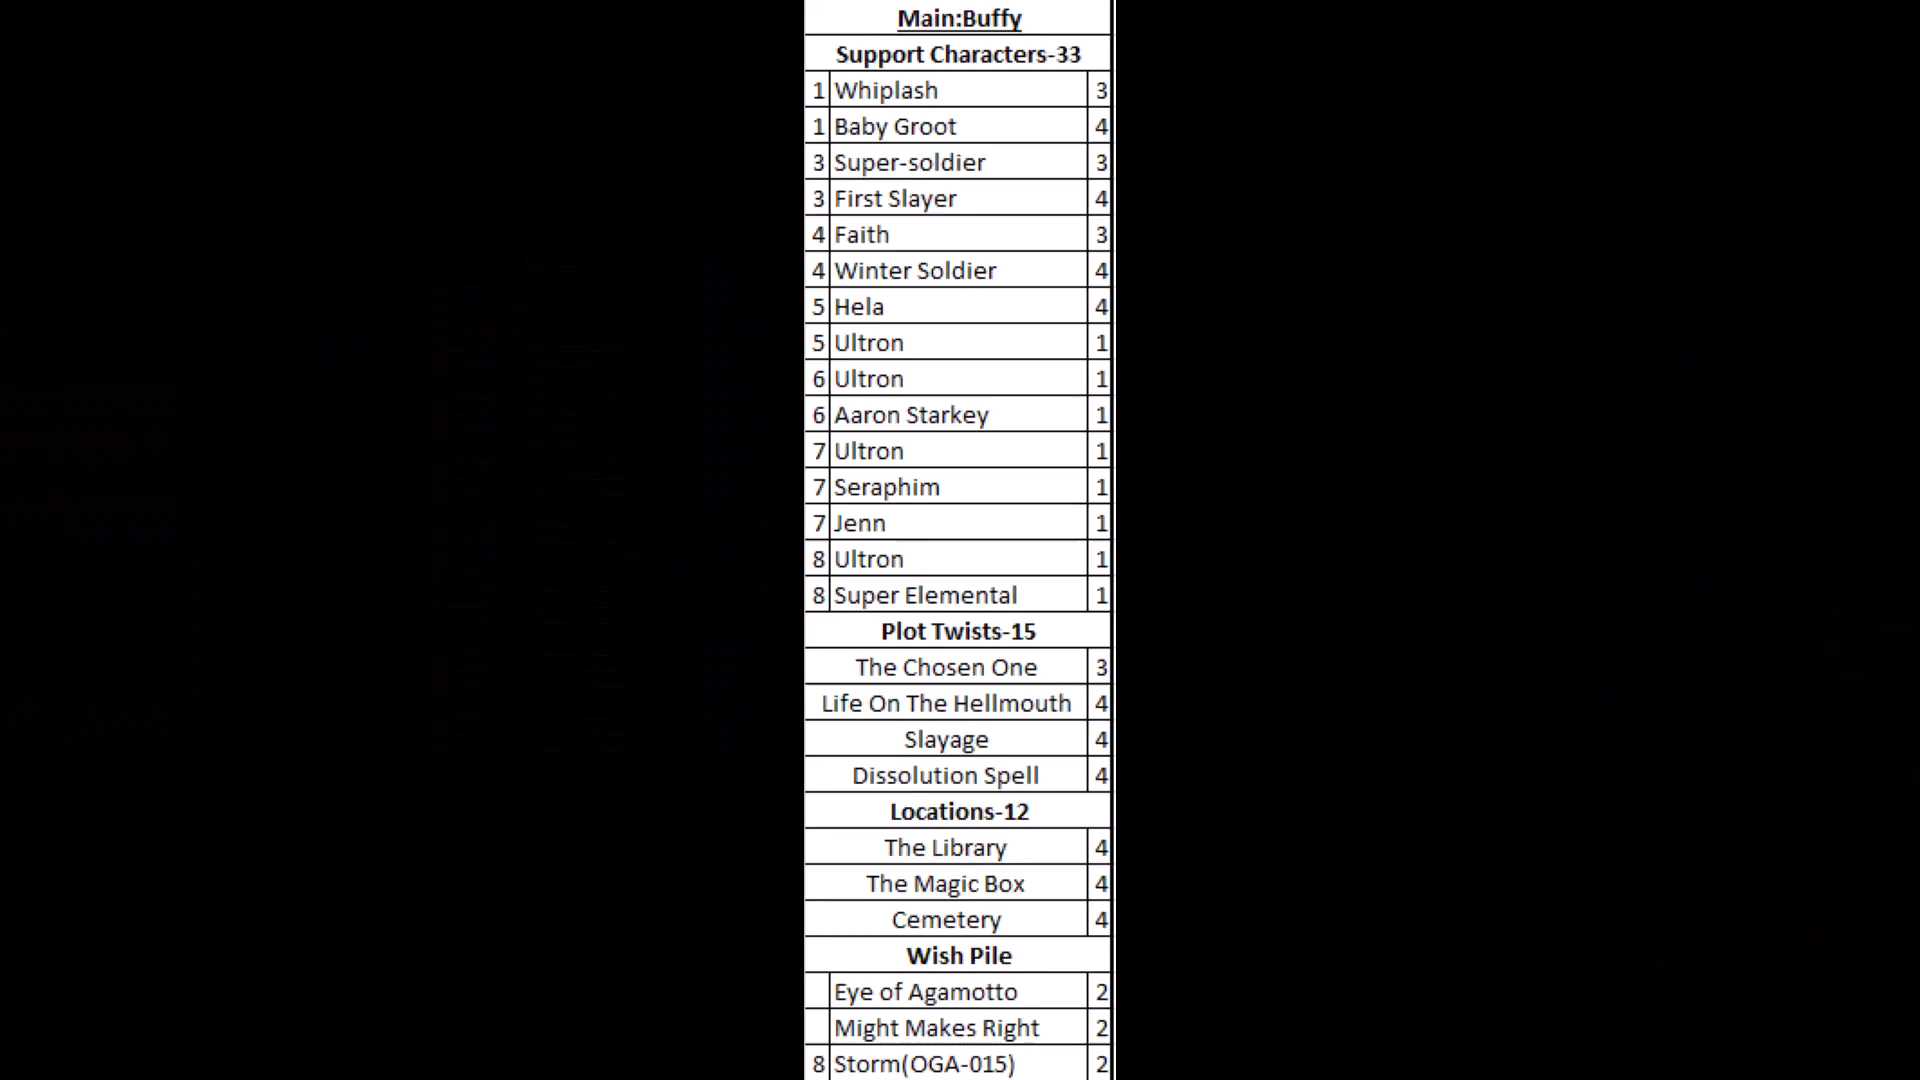 Main:Buffy
Support Characters-33
1 Whiplash 3
1 Baby Groot 4
3 Super-soldier 3
3 First Slayer 4
4 Faith 3
4 Winter Soldier 4
5 Hela 4
5 Ultron 1
6 Ultron 1
6 Aaron Starkey 1
7 Ultron 1
7 Seraphim 1
7 Jenn 1
8 Ultron 1
8 Super Elemental 1
Plot Twists-15
The Chosen One 3
Life On The Hellmouth 4
Slayage 4
Dissolution Spell 4
Locations-12
The Library 4
The Magic Box 4
Cemetery 4
Wish Pile
Eye of Agamotto 2
Might Makes Right 2
8 Storm(OGA-015) 2